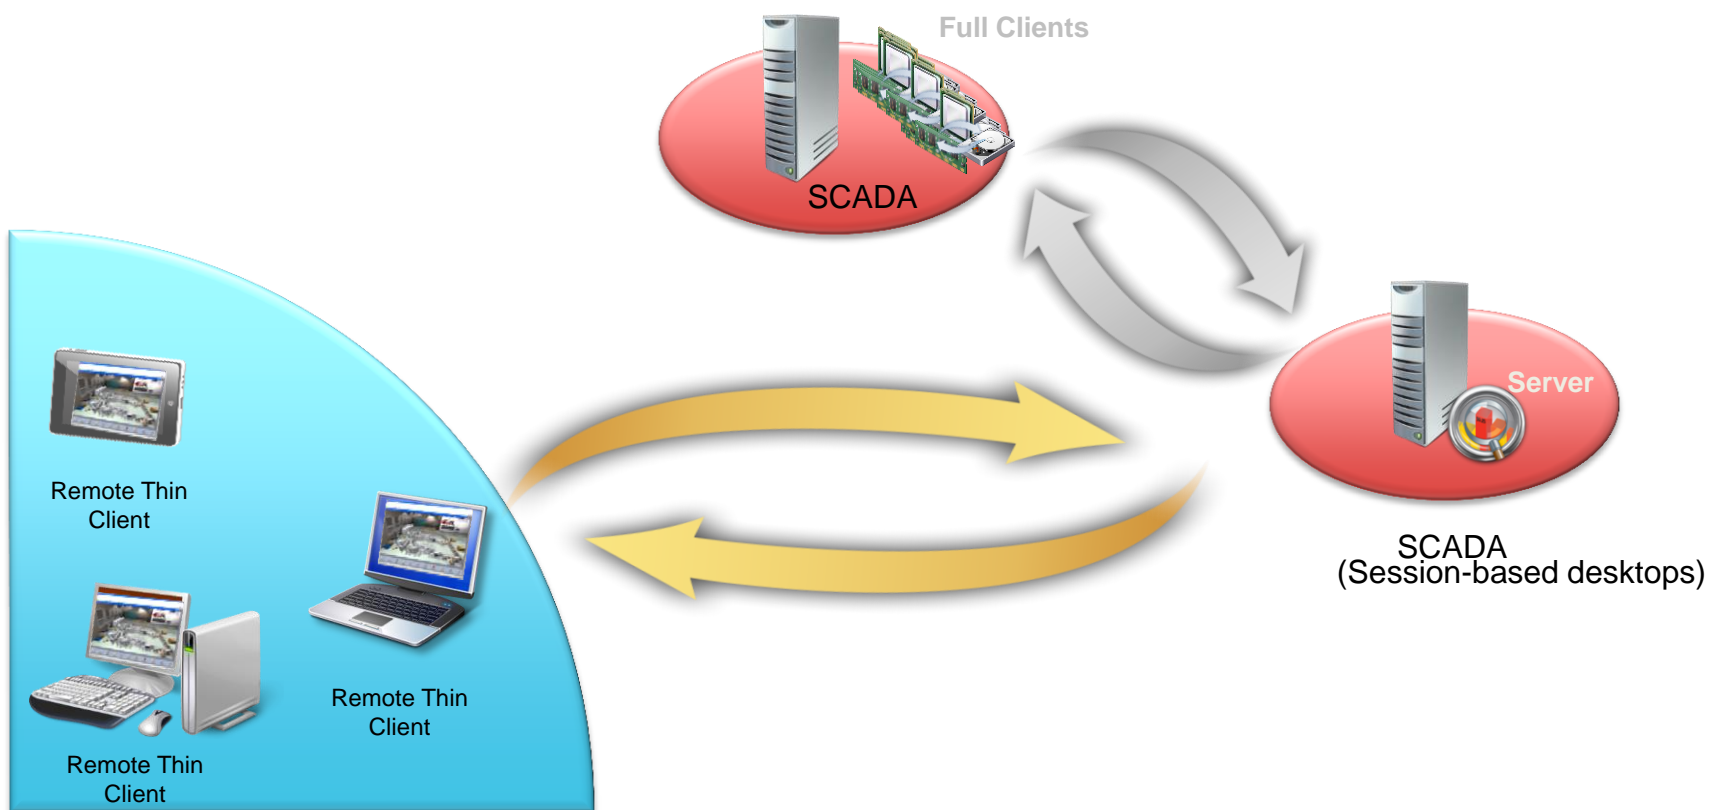 Full Clients
SCADA
Server
SCADA
(Session-based desktops)
Remote Thin
Client
Remote Thin
Client
Remote Thin
Client